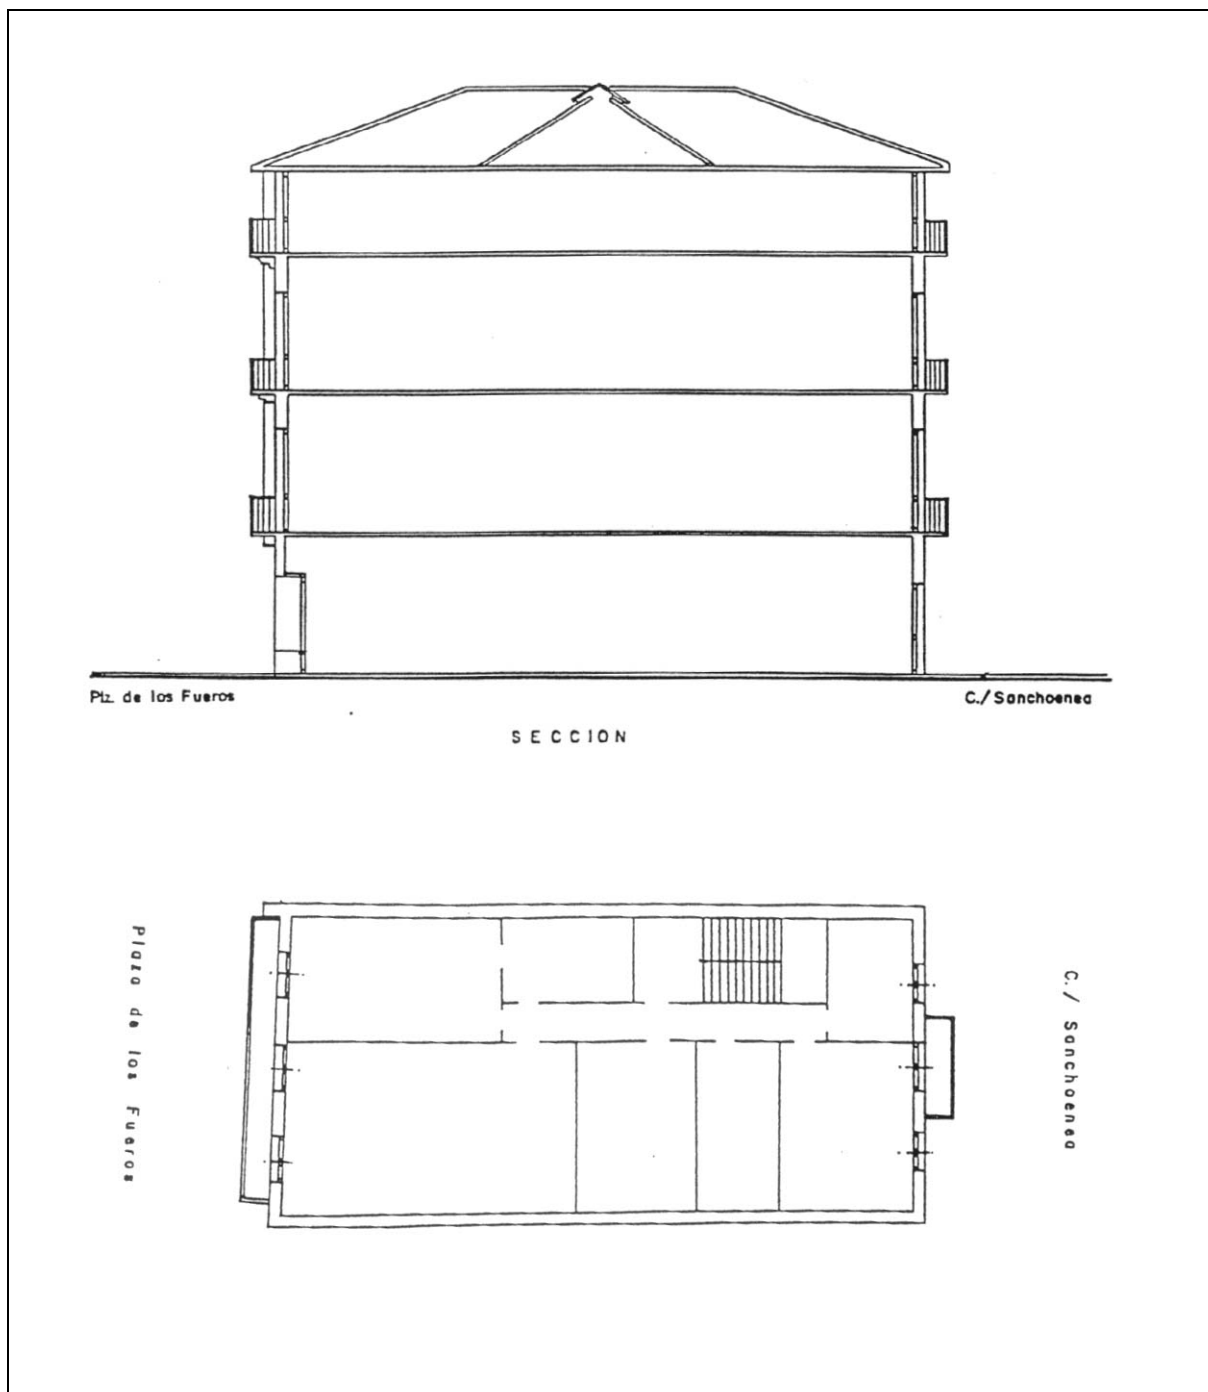 Plz. de los Fueros
C./ Sanchoenea
SECCION
Plaza de los Fueros
C./ Sanchoenea